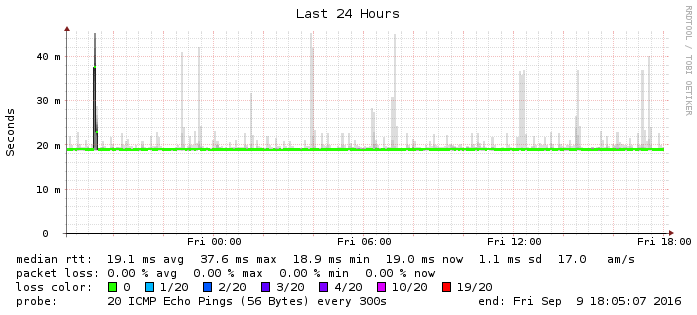 Last 24 Hours
RRDTOOL / TOBI OETIKER
Seconds
40 m
30 m
20 m
10 m
0
Fri 00:00 Fri 06:00 Fri 12:00 Fri 18:00
median rtt: 19.1 ms avg 37.6 ms max 18.9 ms min 19.0 ms now 1.1 ms sd 17.0 am/s
packet loss: 0.00 % avg 0.00 % max 0.00 % min 0.00 % now
loss color: 0 1/20 2/20 3/20 4/20 10/20 19/20
probe: 20 ICMP Echo Pings (56 Bytes) every 300s end: Fri Sep 9 18:05:07 2016